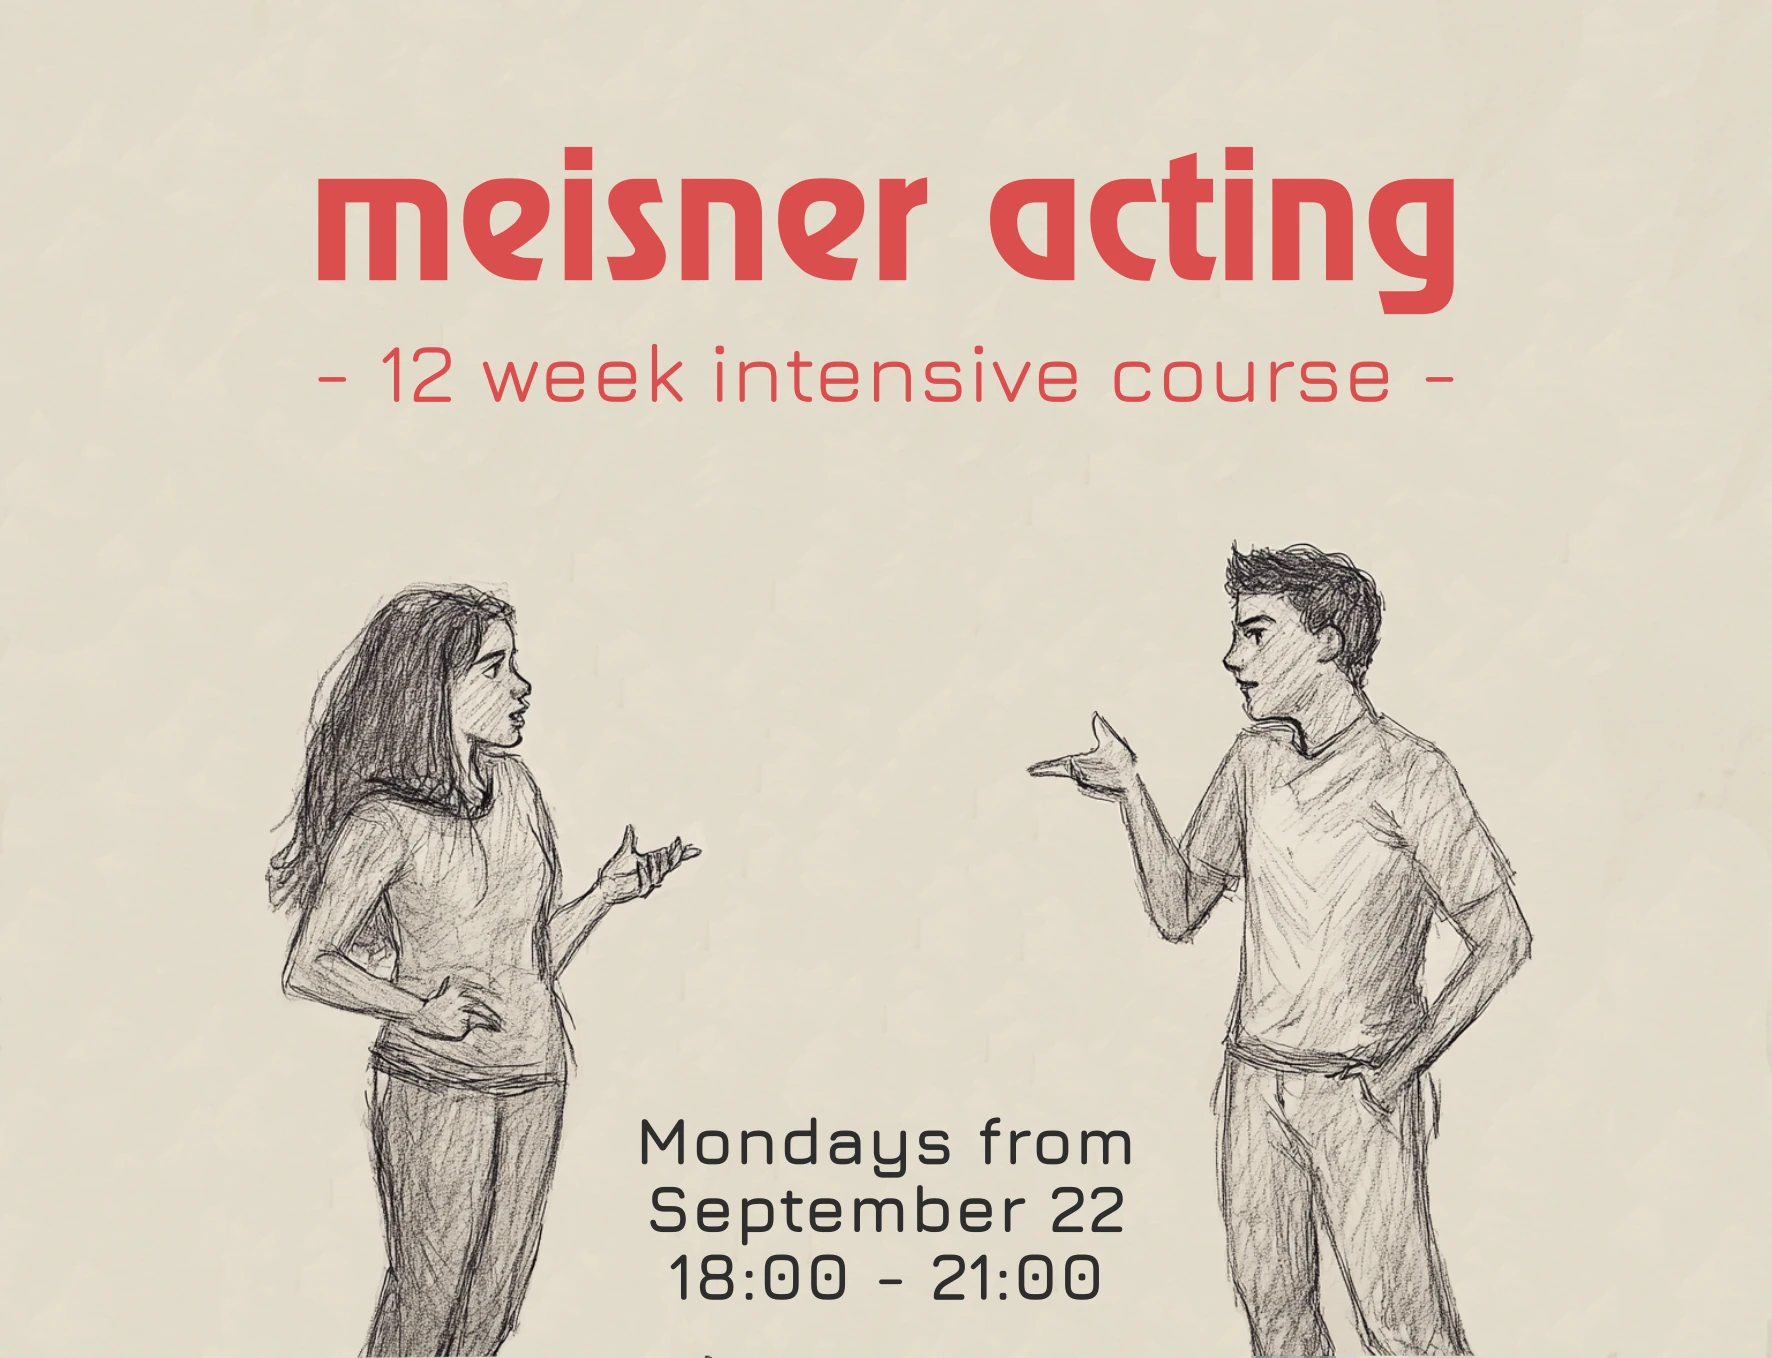 meisner acting
- 12 week intensive course -
Mondays from
September 22
18:00 - 21:00